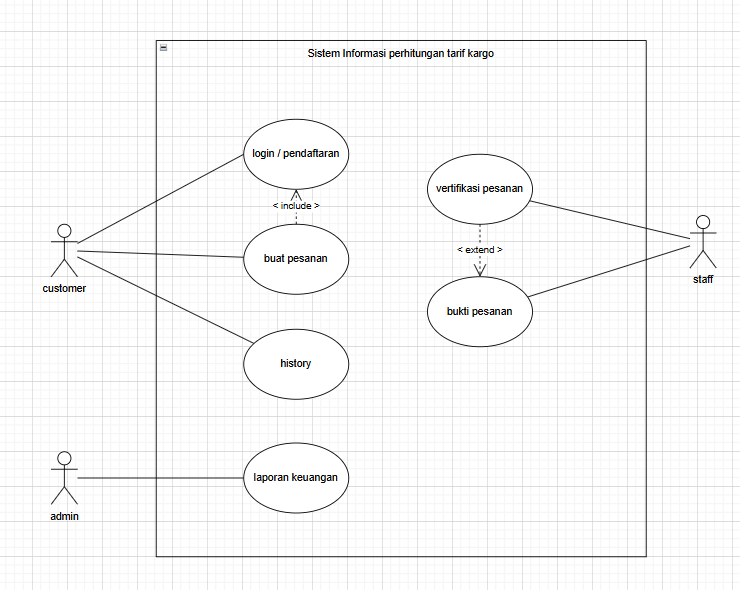 Sistem Informasi perhitungan tarif kargo
login / pendaftaran
< include >
buat pesanan
history
laporan keuangan
vertifikasi pesanan
< extend >
bukti pesanan
customer
admin
staff